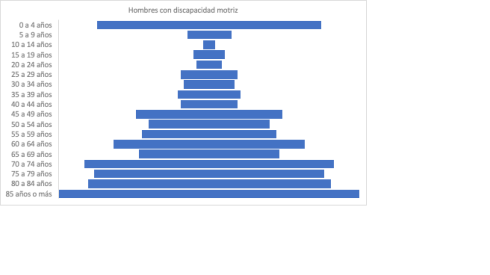 Hombres con discapacidad motriz
0 a 4 años
5 a 9 años
10 a 14 años
15 a 19 años
20 a 24 años
25 a 29 años
30 a 34 años
35 a 39 años
40 a 44 años
45 a 49 años
50 a 54 años
55 a 59 años
60 a 64 años
65 a 69 años
70 a 74 años
75 a 79 años
80 a 84 años
85 años o más